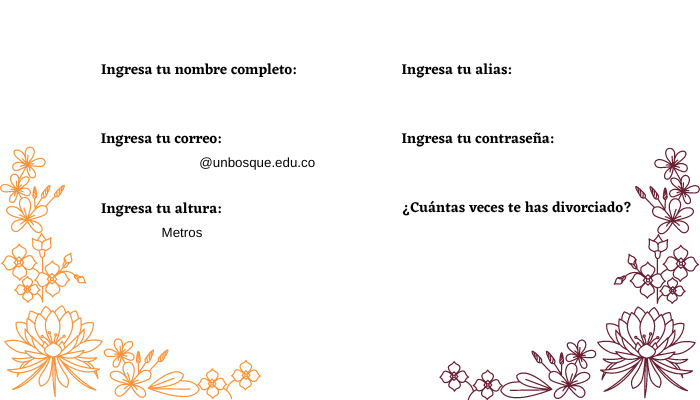 Ingresa tu nombre completo:
Ingresa tu alias:
Ingresa tu correo:
@unbosque.edu.co
Ingresa tu contraseña:
Ingresa tu altura:
Metros
¿Cuántas veces te has divorciado?